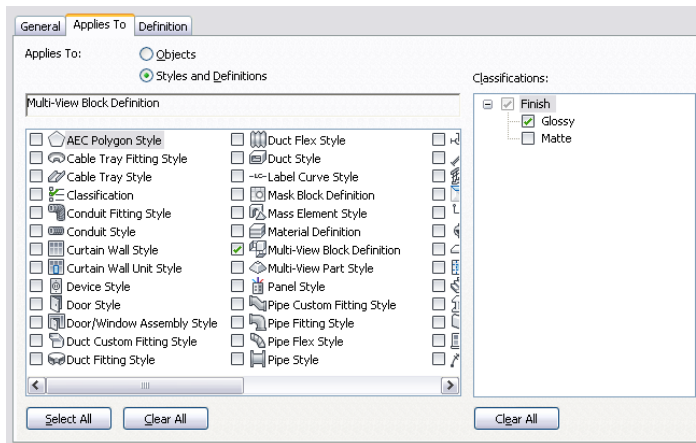 General Applies To Definition
Applies To: Objects
Styles and Definitions
Classifications:
Multi-View Block Definition
Finish
Glossy
Matte
AEC Polygon Style
Cable Tray Fitting Style
Cable Tray Style
Classification
Conduit Fitting Style
Conduit Style
Curtain Wall Style
Curtain Wall Unit Style
Device Style
Door Style
Door/Window Assembly Style
Duct Custom Fitting Style
Duct Fitting Style
Duct Flex Style
Duct Style
Label Curve Style
Mask Block Definition
Mass Element Style
Material Definition
Multi-View Block Definition
Multi-View Part Style
Panel Style
Pipe Custom Fitting Style
Pipe Fitting Style
Pipe Flex Style
Pipe Style
Select All Clear All Clear All